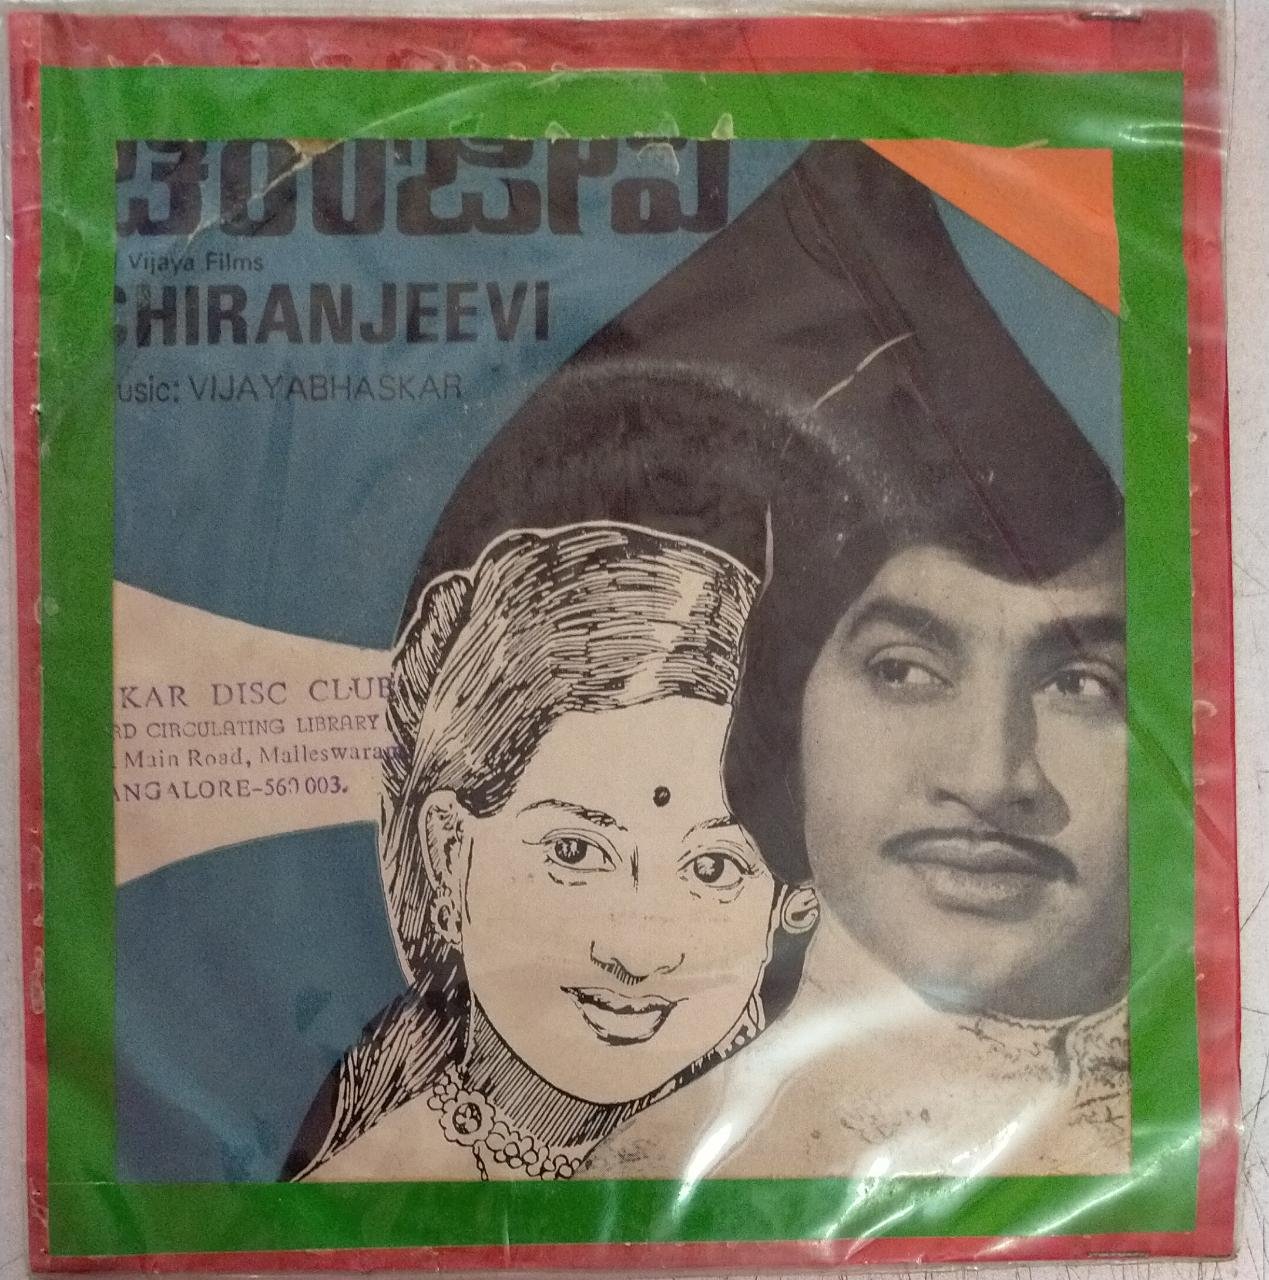 ಚಿರಂಜೀವಿ
Vijaya Films
CHIRANJEEVI
usic: VIJAYABHASKAR
KAR DISC CLUB
RD CIRCULATING LIBRARY
Main Road, Malleswaram
ANGALORE-560 003.